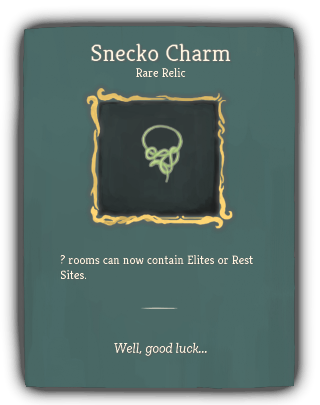 Snecko Charm
Rare Relic
? rooms can now contain Elites or Rest
Sites.
Well, good luck...